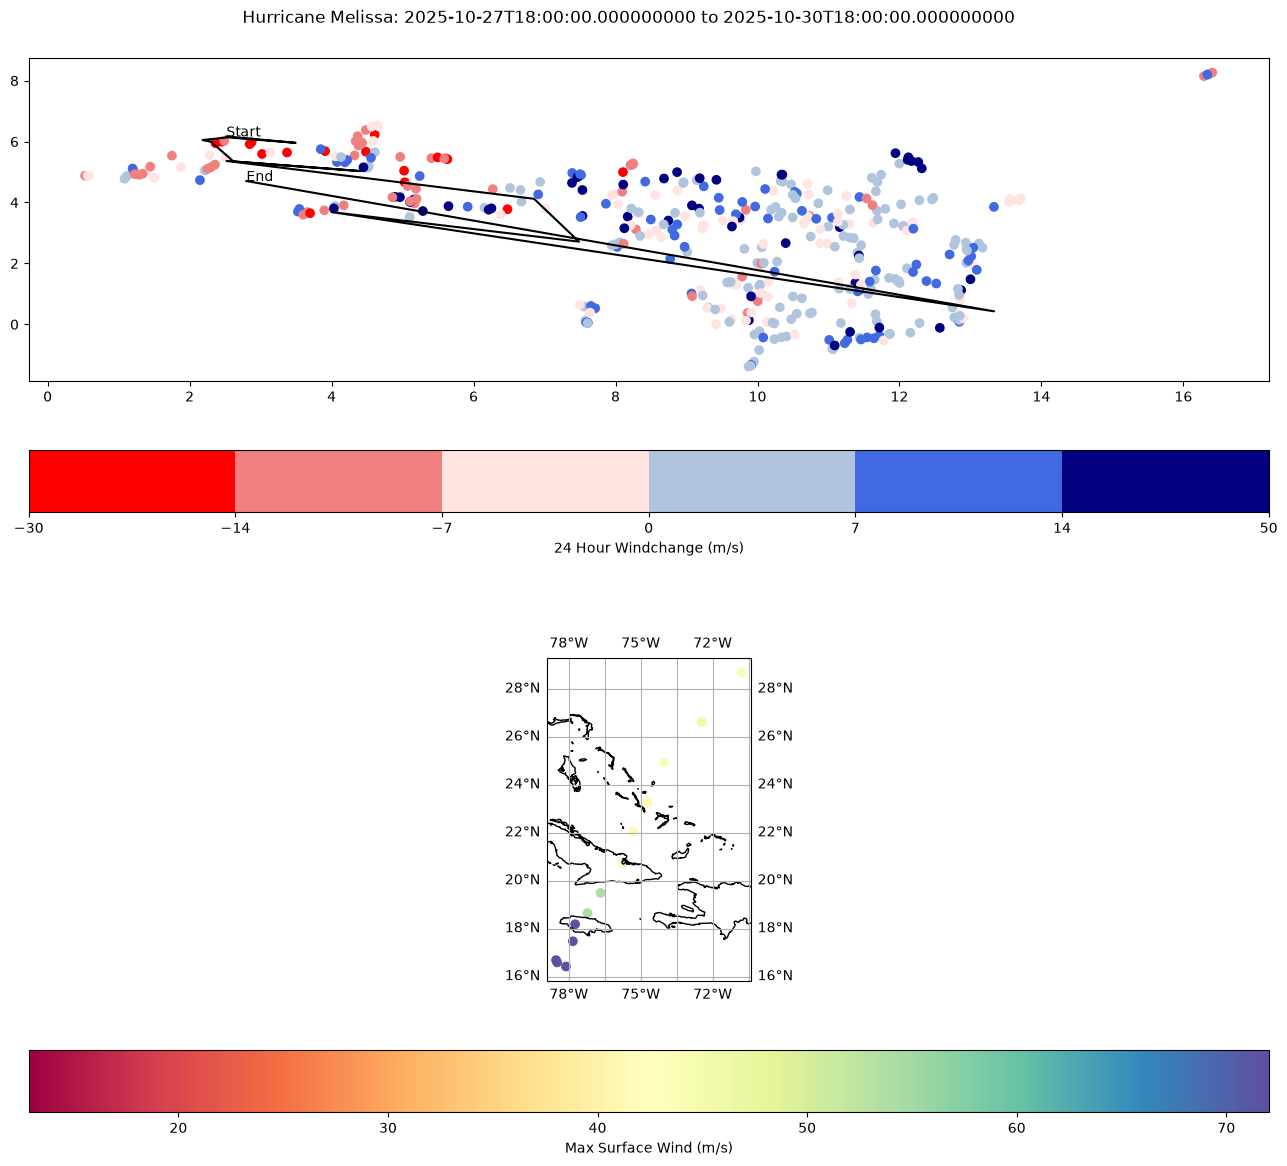 Hurricane Melissa: 2025-10-27T18:00:00.000000000 to 2025-10-30T18:00:00.000000000
8
6
4
2
0
Start
End
0 2 4 6 8 10 12 14 16
−30 −14 −7 0 7 14 50
24 Hour Windchange (m/s)
78°W 75°W 72°W
28°N 28°N
26°N 26°N
24°N 24°N
22°N 22°N
20°N 20°N
18°N 18°N
16°N 16°N
78°W 75°W 72°W
20 30 40 50 60 70
Max Surface Wind (m/s)